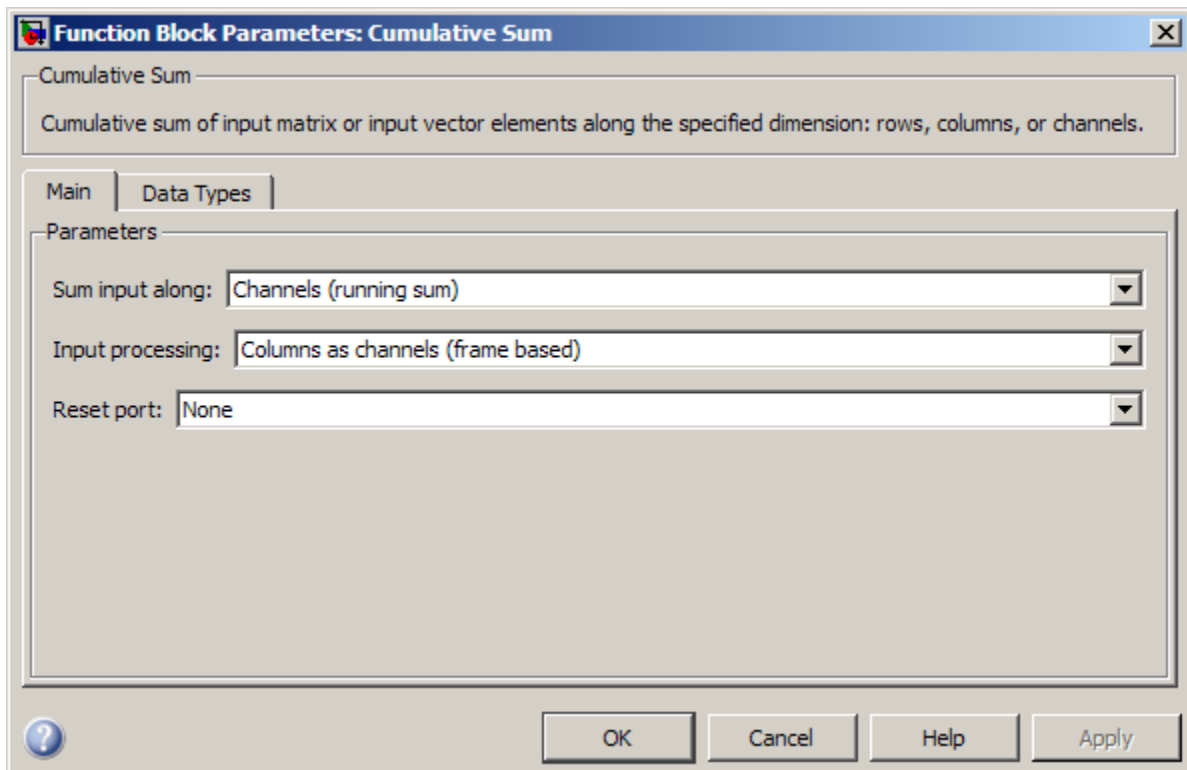 Function Block Parameters: Cumulative Sum
Cumulative Sum
Cumulative sum of input matrix or input vector elements along the specified dimension: rows, columns, or channels.
Main Data Types
Parameters
Sum input along: Channels (running sum)
Input processing: Columns as channels (frame based)
Reset port: None
? OK Cancel Help Apply